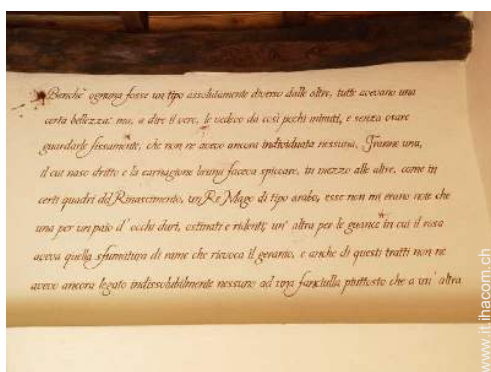 Benchè ognuna fosse un tipo assolutamente diverso dalle altre, tutte avevano una
certa bellezza: ma, a dire il vero, le vedevo da così pochi minuti, e senza osare
guardarle fissamente, che non ne avevo ancora individuata nessuna. Tranne una,
il cui naso dritto e la carnagione bruna faceva spiccare, in mezzo alle altre, come in
certi quadri del Rinascimento, un Re Mago di tipo arabo, esse non mi erano note che
una per un paio d' occhi duri, ostinati e ridenti; un' altra per le guance in cui il rosa
aveva quella sfumatura di rame che rievoca il geranio, e anche di questi tratti non ne
avevo ancora legato indissolubilmente nessuno ad una fanciulla piuttosto che a un' altra
www.it.ihacom.ch